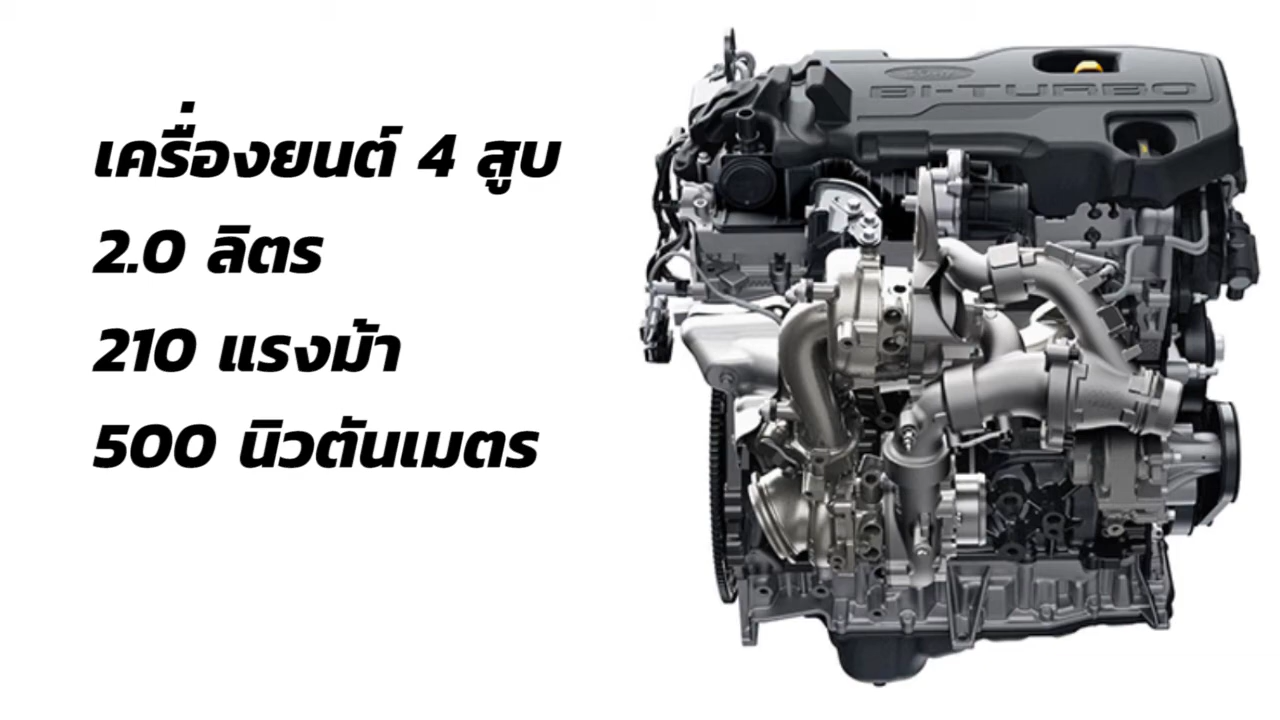 เครื่องยนต์ 4 สูบ
2.0 ลิตร
210 แรงม้า
500 นิวตันเมตร
Ford
BI-TURBO